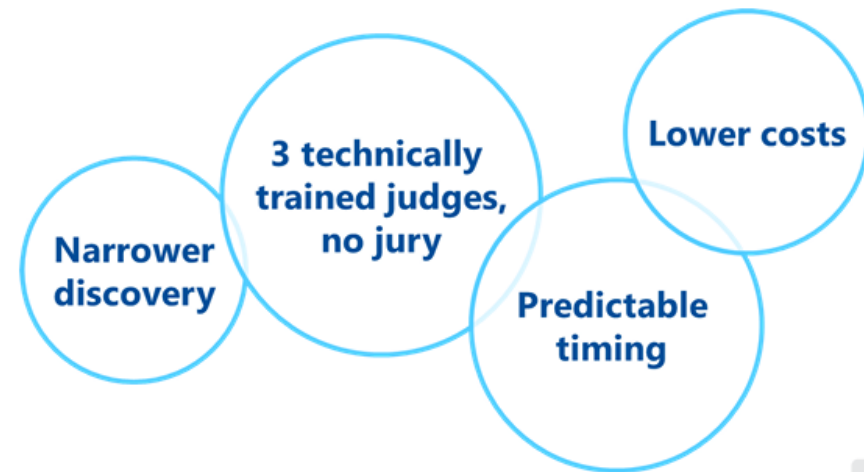 Narrower
discovery
3 technically
trained judges,
no jury
Predictable
timing
Lower costs